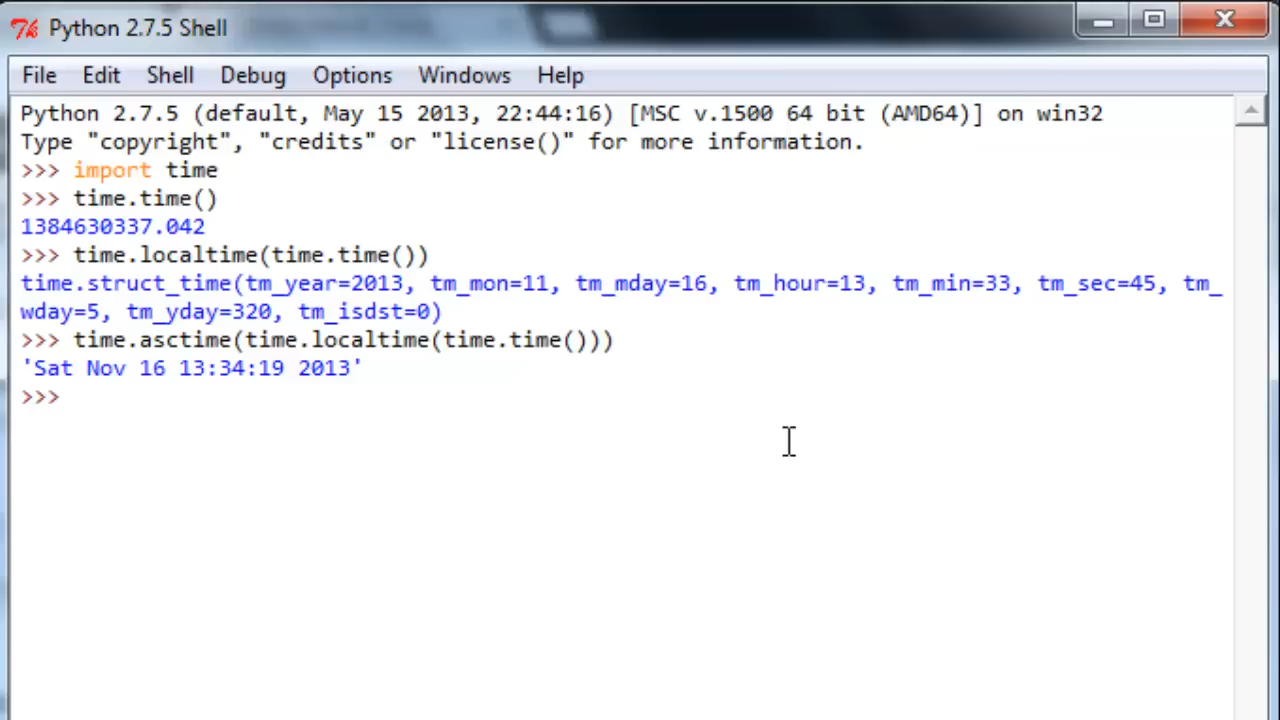 Python 2.7.5 Shell
File Edit Shell Debug Options Windows Help
Python 2.7.5 (default, May 15 2013, 22:44:16) [MSC v.1500 64 bit (AMD64)] on win32
Type "copyright", "credits" or "license()" for more information.
>>> import time
>>> time.time()
1384630337.042
>>> time.localtime(time.time())
time.struct_time(tm_year=2013, tm_mon=11, tm_mday=16, tm_hour=13, tm_min=33, tm_sec=45, tm_
wday=5, tm_yday=320, tm_isdst=0)
>>> time.asctime(time.localtime(time.time()))
'Sat Nov 16 13:34:19 2013'
>>>